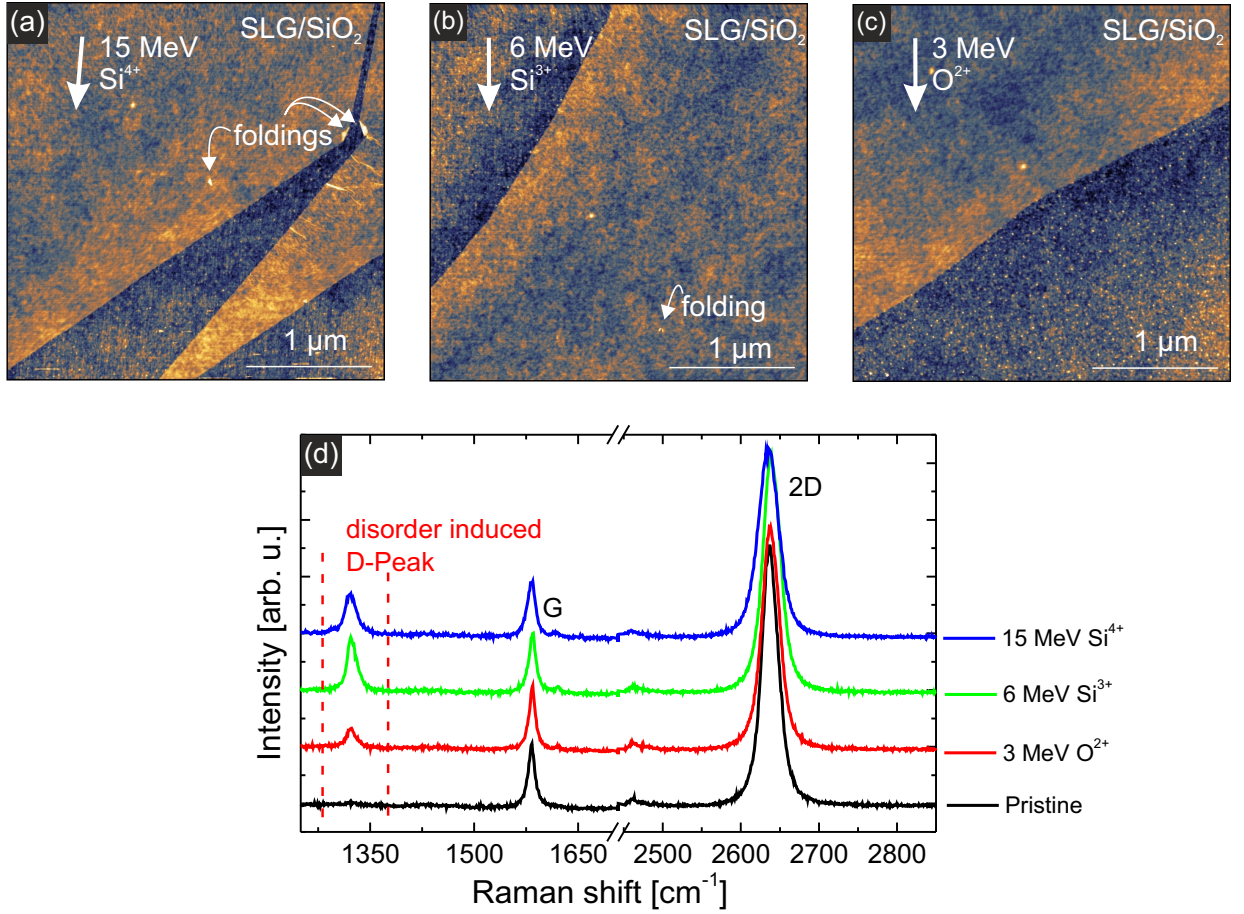 (a)
15 MeV
Si⁴⁺
SLG/SiO₂
foldings
1 µm
(b)
6 MeV
Si³⁺
SLG/SiO₂
folding
1 µm
(c)
3 MeV
O²⁺
SLG/SiO₂
1 µm
(d)
disorder induced
D-Peak
G
2D
15 MeV Si⁴⁺
6 MeV Si³⁺
3 MeV O²⁺
Pristine
Intensity [arb. u.]
1350 1500 1650 2500 2600 2700 2800
Raman shift [cm⁻¹]